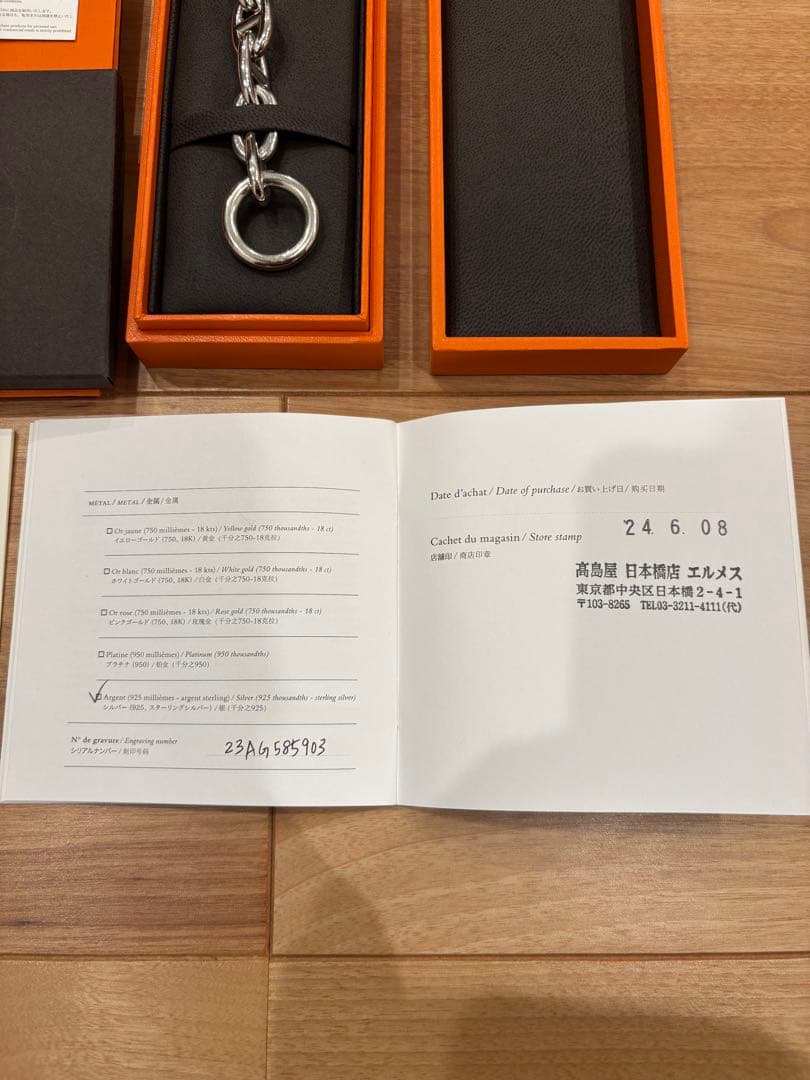 MÉTAL / METAL / 金属 / 金属
Or jaune (750 millièmes - 18 kts) / Yellow gold (750 thousandths - 18 ct)
イエローゴールド (750, 18K) / 黄金 (千分之750-18克拉)
Or blanc (750 millièmes - 18 kts) / White gold (750 thousandths - 18 ct)
ホワイトゴールド (750, 18K) / 白金 (千分之750-18克拉)
Or rose (750 millièmes - 18 kts) / Rose gold (750 thousandths - 18 ct)
ピンクゴールド (750, 18K) / 玫瑰金 (千分之750-18克拉)
Platine (950 millièmes) / Platinum (950 thousandths)
プラチナ (950) / 铂金 (千分之950)
Argent (925 millièmes - argent sterling) / Silver (925 thousandths - sterling silver)
シルバー (925, スターリングシルバー) / 银 (千分之925)
N° de gravure / Engraving number
シリアルナンバー / 刻印号码
23AG585903
Date d'achat / Date of purchase / お買い上げ日 / 购买日期
'24. 6. 08
Cachet du magasin / Store stamp
店舗印 / 商店印章
髙島屋 日本橋店 エルメス
東京都中央区日本橋2-4-1
〒103-8265 TEL03-3211-4111(代)